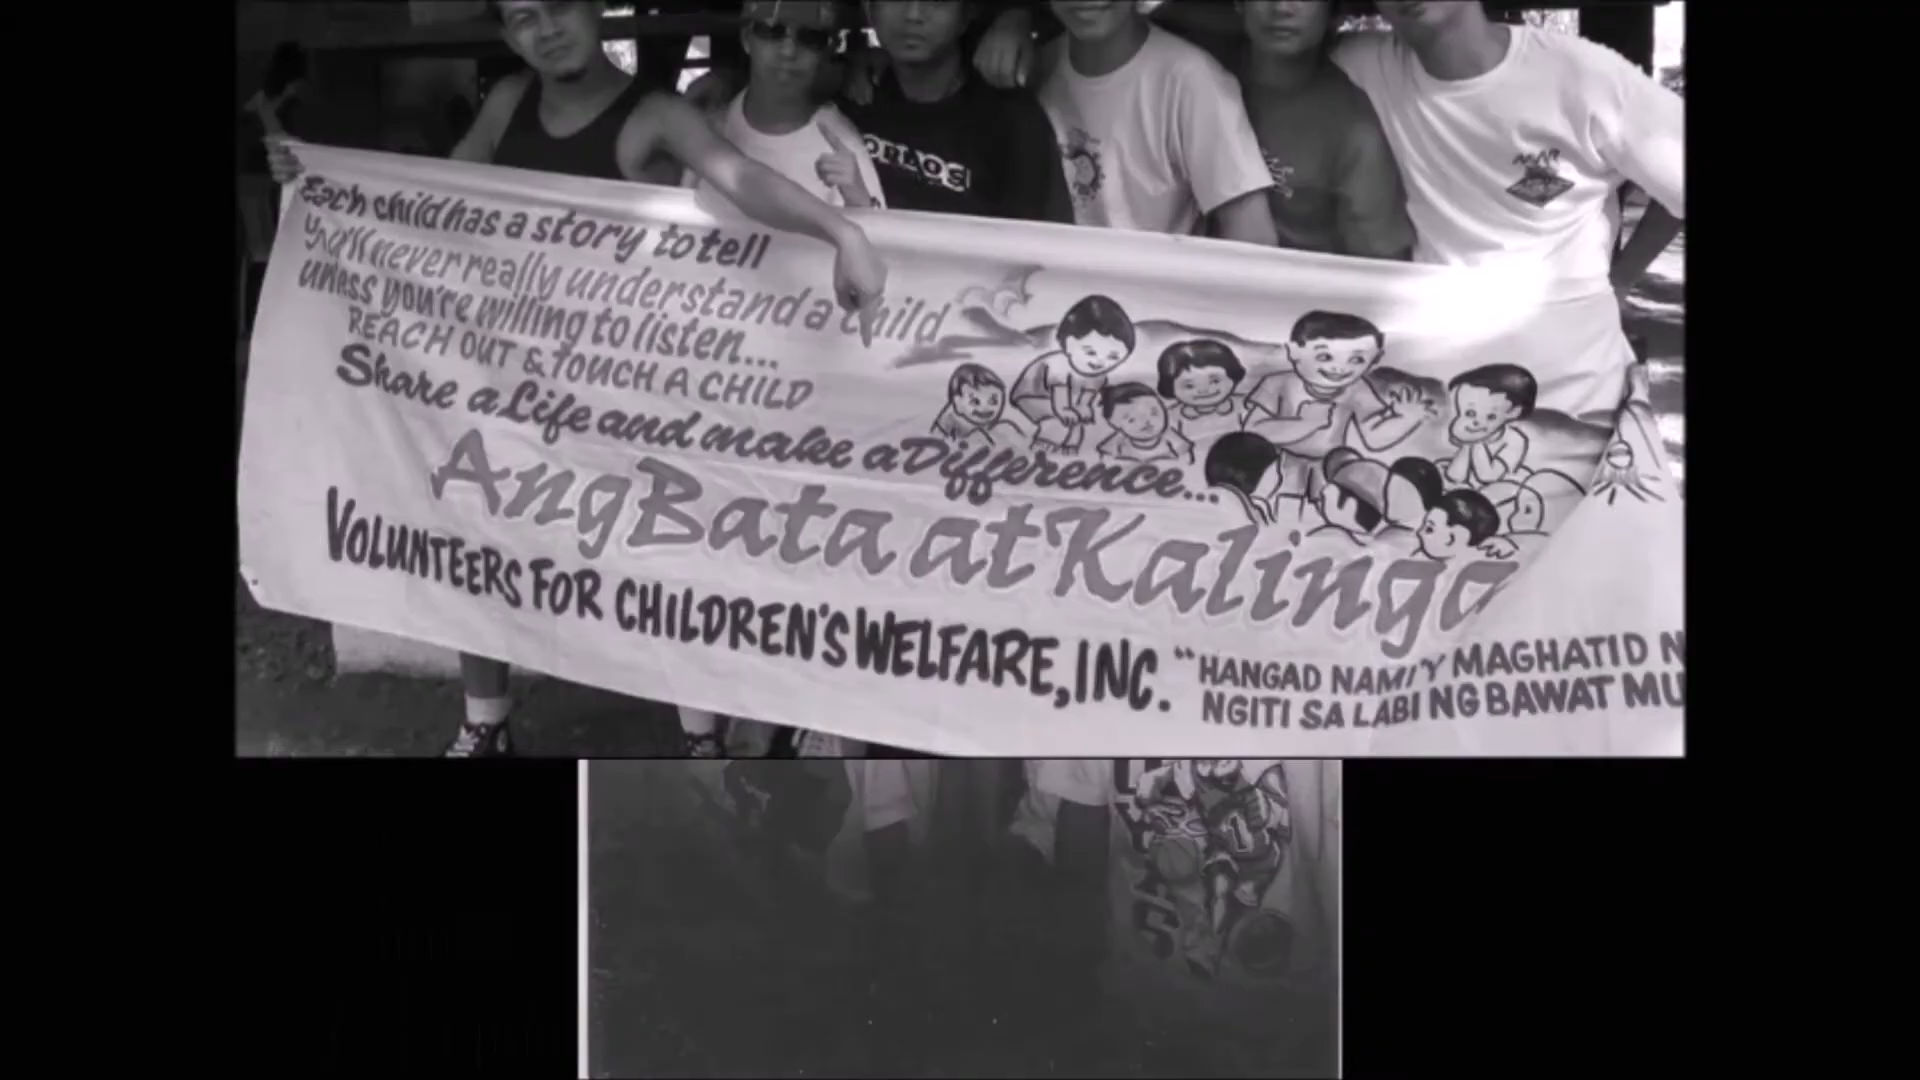 Each child has a story to tell
You'll never really understand a child
unless you're willing to listen...
REACH OUT & TOUCH A CHILD
Share a Life and make a Difference...
Ang Bata at Kalinga
VOLUNTEERS FOR CHILDREN'S WELFARE, INC.
"HANGAD NAMI'Y MAGHATID N
NGITI SA LABI NG BAWAT MU